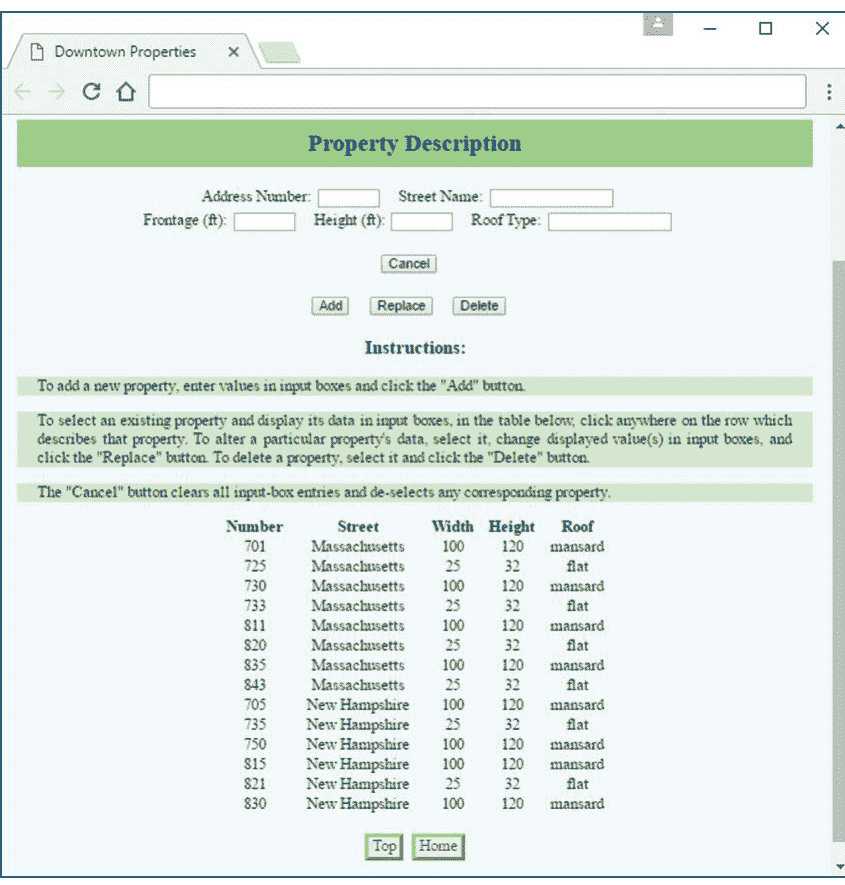 Downtown Properties
Property Description
Address Number: Street Name:
Frontage (ft): Height (ft): Roof Type:
Cancel
Add Replace Delete
Instructions:
To add a new property, enter values in input boxes and click the "Add" button.
To select an existing property and display its data in input boxes, in the table below, click anywhere on the row which
describes that property. To alter a particular property's data, select it, change displayed value(s) in input boxes, and
click the "Replace" button. To delete a property, select it and click the "Delete" button.
The "Cancel" button clears all input-box entries and de-selects any corresponding property.
Number Street Width Height Roof
701 Massachusetts 100 120 mansard
725 Massachusetts 25 32 flat
730 Massachusetts 100 120 mansard
733 Massachusetts 25 32 flat
811 Massachusetts 100 120 mansard
820 Massachusetts 25 32 flat
835 Massachusetts 100 120 mansard
843 Massachusetts 25 32 flat
705 New Hampshire 100 120 mansard
735 New Hampshire 25 32 flat
750 New Hampshire 100 120 mansard
815 New Hampshire 100 120 mansard
821 New Hampshire 25 32 flat
830 New Hampshire 100 120 mansard
Top Home